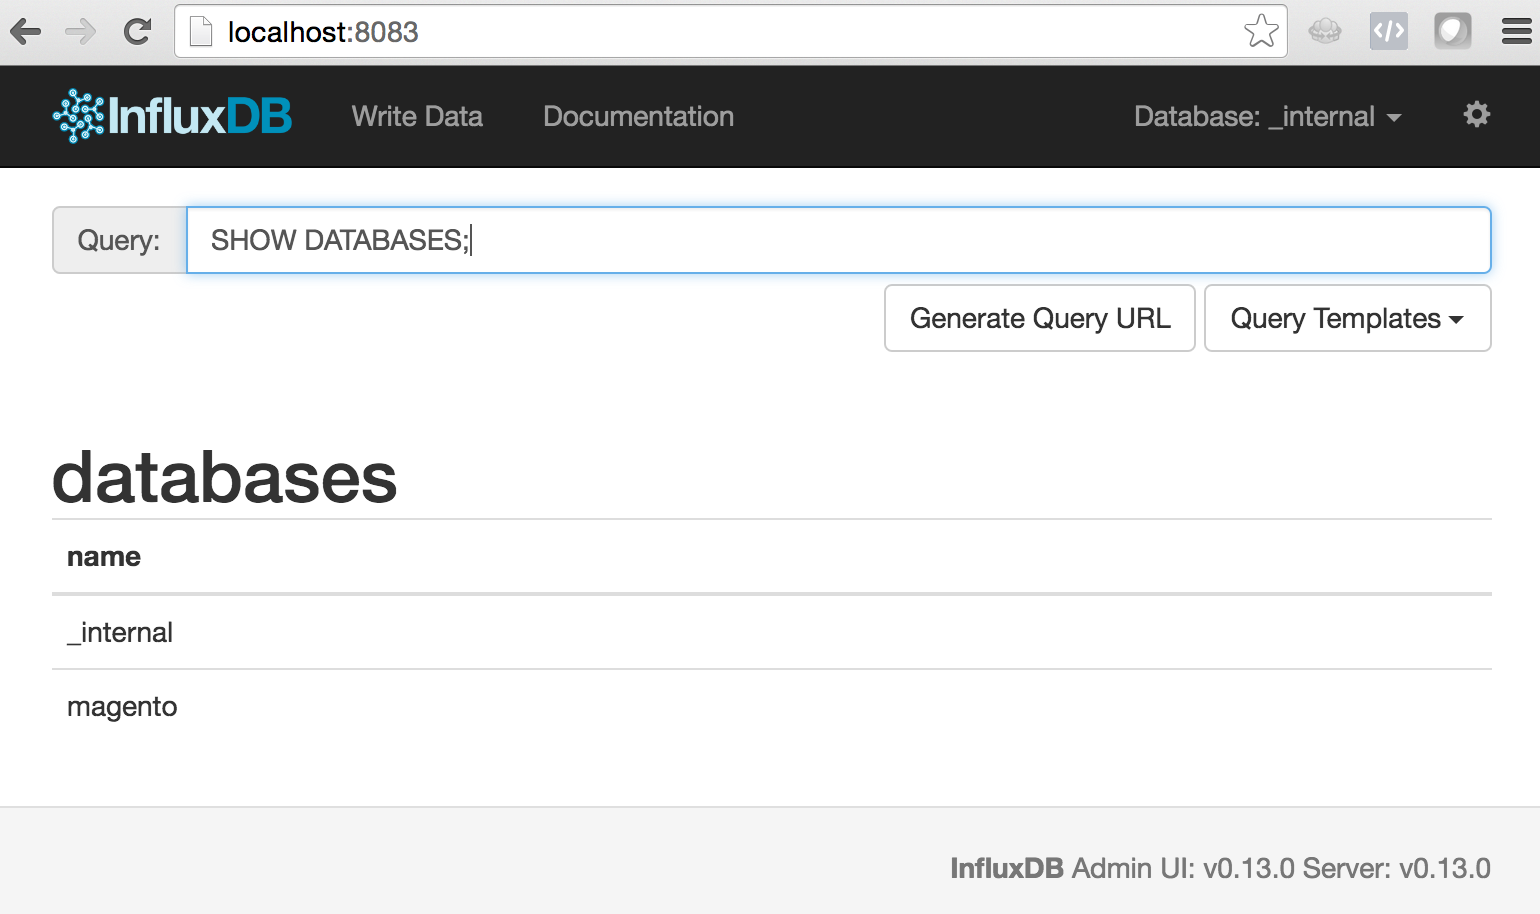 localhost:8083
InfluxDB Write Data Documentation Database: _internal
Query: SHOW DATABASES;
Generate Query URL Query Templates
databases
name
_internal
magento
InfluxDB Admin UI: v0.13.0 Server: v0.13.0